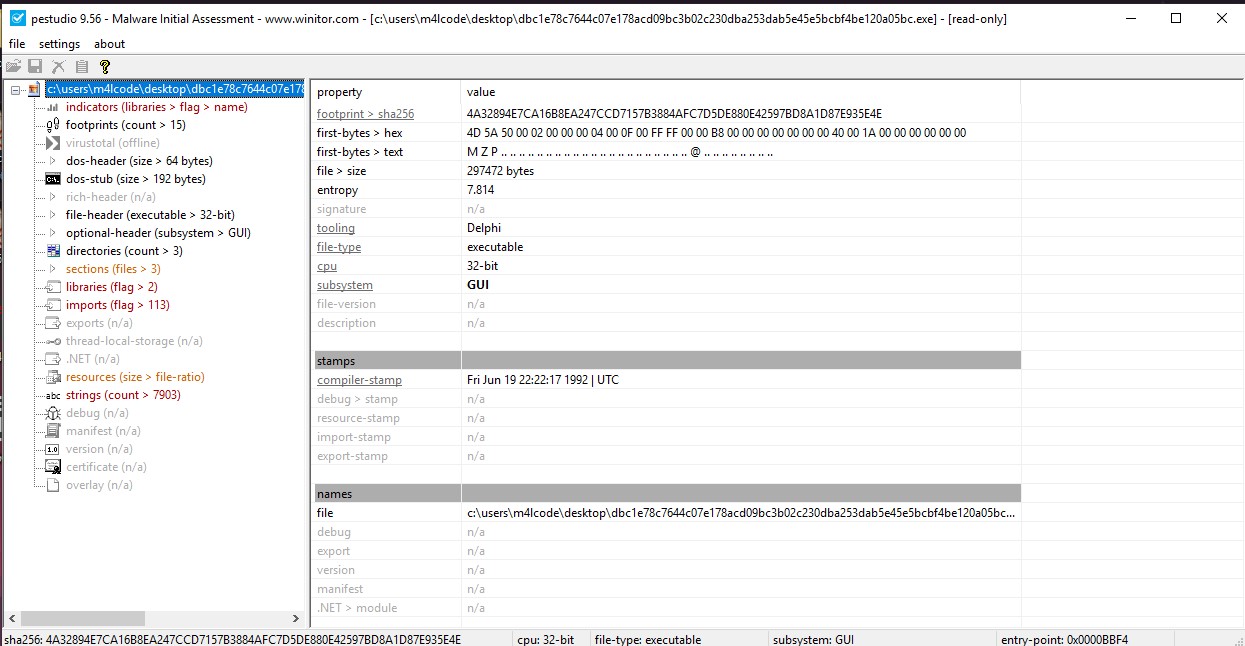 pestudio 9.56 - Malware Initial Assessment - www.winitor.com - [c:\users\m4lcode\desktop\dbc1e78c7644c07e178acd09bc3b02c230dba253dab5e45e5bcbf4be120a05bc.exe] - [read-only]
file settings about
c:\users\m4lcode\desktop\dbc1e78c7644c07e178
indicators (libraries > flag > name)
footprints (count > 15)
virustotal (offline)
dos-header (size > 64 bytes)
dos-stub (size > 192 bytes)
rich-header (n/a)
file-header (executable > 32-bit)
optional-header (subsystem > GUI)
directories (count > 3)
sections (files > 3)
libraries (flag > 2)
imports (flag > 113)
exports (n/a)
thread-local-storage (n/a)
.NET (n/a)
resources (size > file-ratio)
abc strings (count > 7903)
debug (n/a)
manifest (n/a)
1.0 version (n/a)
certificate (n/a)
overlay (n/a)
property value
footprint > sha256 4A32894E7CA16B8EA247CCD7157B3884AFC7D5DE880E42597BD8A1D87E935E4E
first-bytes > hex 4D 5A 50 00 02 00 00 00 04 00 0F 00 FF FF 00 00 B8 00 00 00 00 00 00 00 40 00 1A 00 00 00 00 00 00
first-bytes > text M Z P .. .. .. .. .. .. .. .. .. .. .. .. .. .. .. .. .. .. .. .. .. @ .. .. .. .. .. .. .. ..
file > size 297472 bytes
entropy 7.814
signature n/a
tooling Delphi
file-type executable
cpu 32-bit
subsystem GUI
file-version n/a
description n/a
stamps
compiler-stamp Fri Jun 19 22:22:17 1992 | UTC
debug > stamp n/a
resource-stamp n/a
import-stamp n/a
export-stamp n/a
names
file c:\users\m4lcode\desktop\dbc1e78c7644c07e178acd09bc3b02c230dba253dab5e45e5bcbf4be120a05bc...
debug n/a
export n/a
version n/a
manifest n/a
.NET > module n/a
sha256: 4A32894E7CA16B8EA247CCD7157B3884AFC7D5DE880E42597BD8A1D87E935E4E cpu: 32-bit file-type: executable subsystem: GUI entry-point: 0x0000BBF4